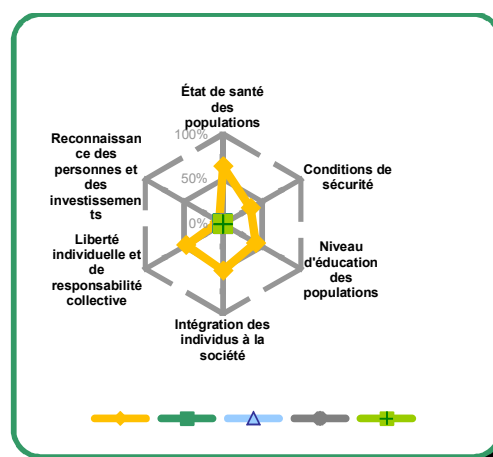 État de santé
des
populations
100%
Reconnaissan
ce des
personnes et
des
investissemen
ts
Conditions de
sécurité
50%
0%
Liberté
individuelle et
de
responsabilité
collective
Niveau
d'éducation
des
populations
Intégration des
individus à la
société